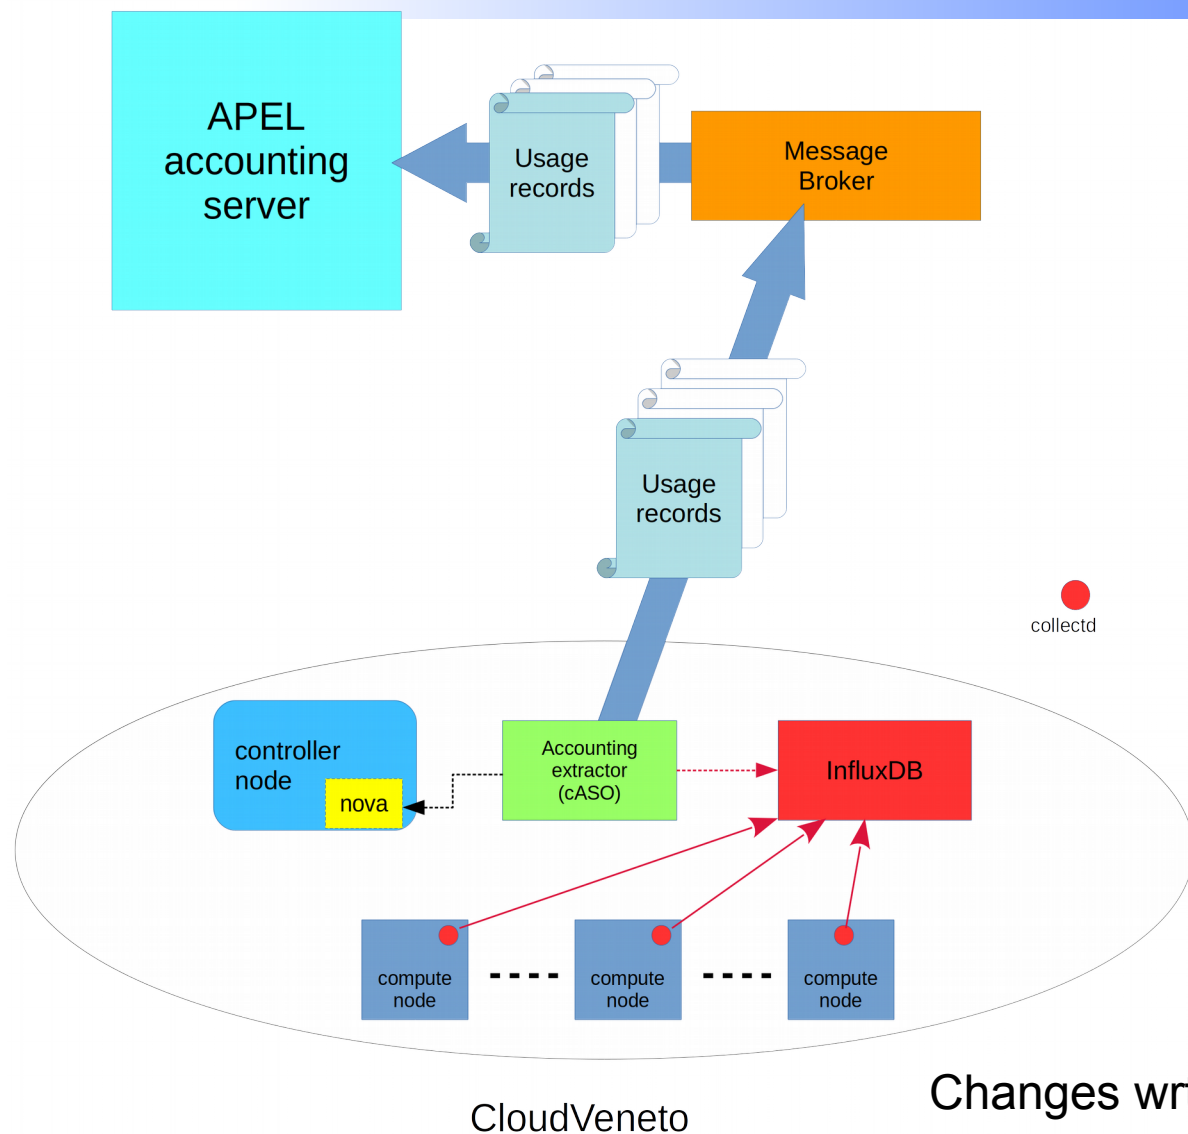 APEL
accounting
server
Usage
records
Message
Broker
Usage
records
collectd
controller
node
nova
Accounting
extractor
(cASO)
InfluxDB
compute
node
compute
node
compute
node
Changes
CloudVeneto